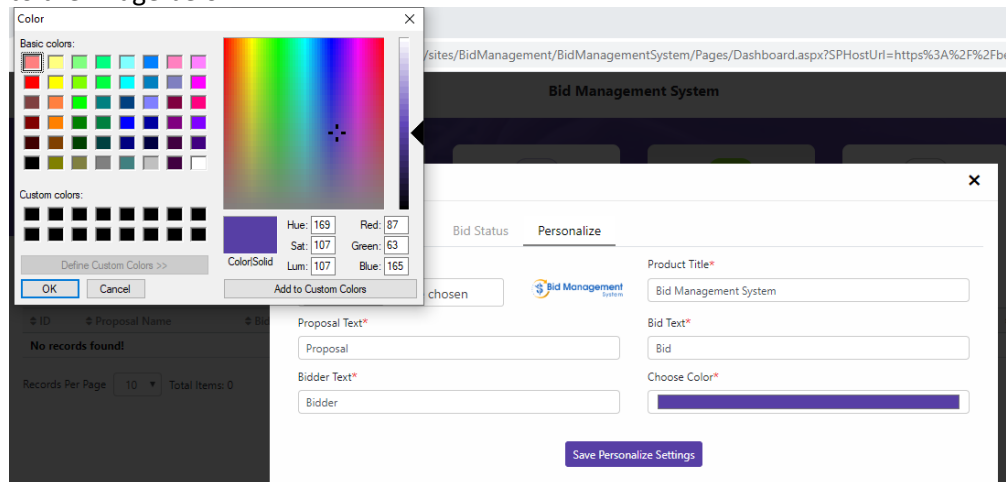 Color
Basic colors:
Custom colors:
Define Custom Colors >>
OK
Cancel
Color|Solid
Hue: 169
Sat: 107
Lum: 107
Red: 87
Green: 63
Blue: 165
Add to Custom Colors
/sites/BidManagement/BidManagementSystem/Pages/Dashboard.aspx?SPHostUrl=https%3A%2F%2Fbe
Bid Management System
Bid Status
Personalize
chosen
Bid Management
System
Product Title*
Bid Management System
Proposal Text*
Proposal
Bid Text*
Bid
Bidder Text*
Bidder
Choose Color*
Save Personalize Settings
ID
Proposal Name
Bid
No records found!
Records Per Page 10 Total Items: 0